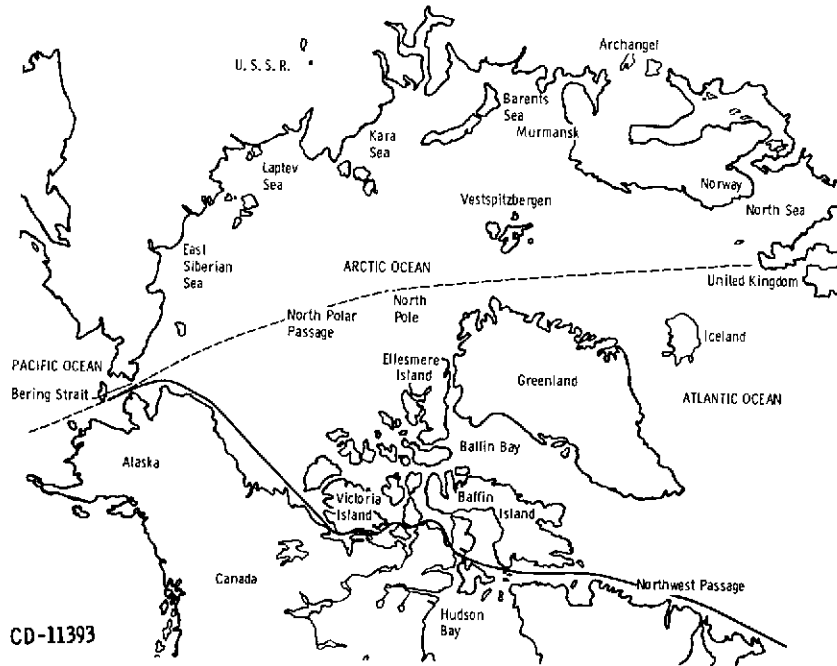 Archangel
U. S. S. R.
Barents
Sea
Murmansk
Kara
Sea
Laptev
Sea
Norway
North Sea
Vestspitzbergen
East
Siberian
Sea
ARCTIC OCEAN
United Kingdom
North Polar
Passage
North
Pole
Iceland
PACIFIC OCEAN
Ellesmere
Island
Greenland
Bering Strait
ATLANTIC OCEAN
Alaska
Ballin Bay
Victoria
Island
Baffin
Island
Canada
Northwest Passage
Hudson
Bay
CD-11393